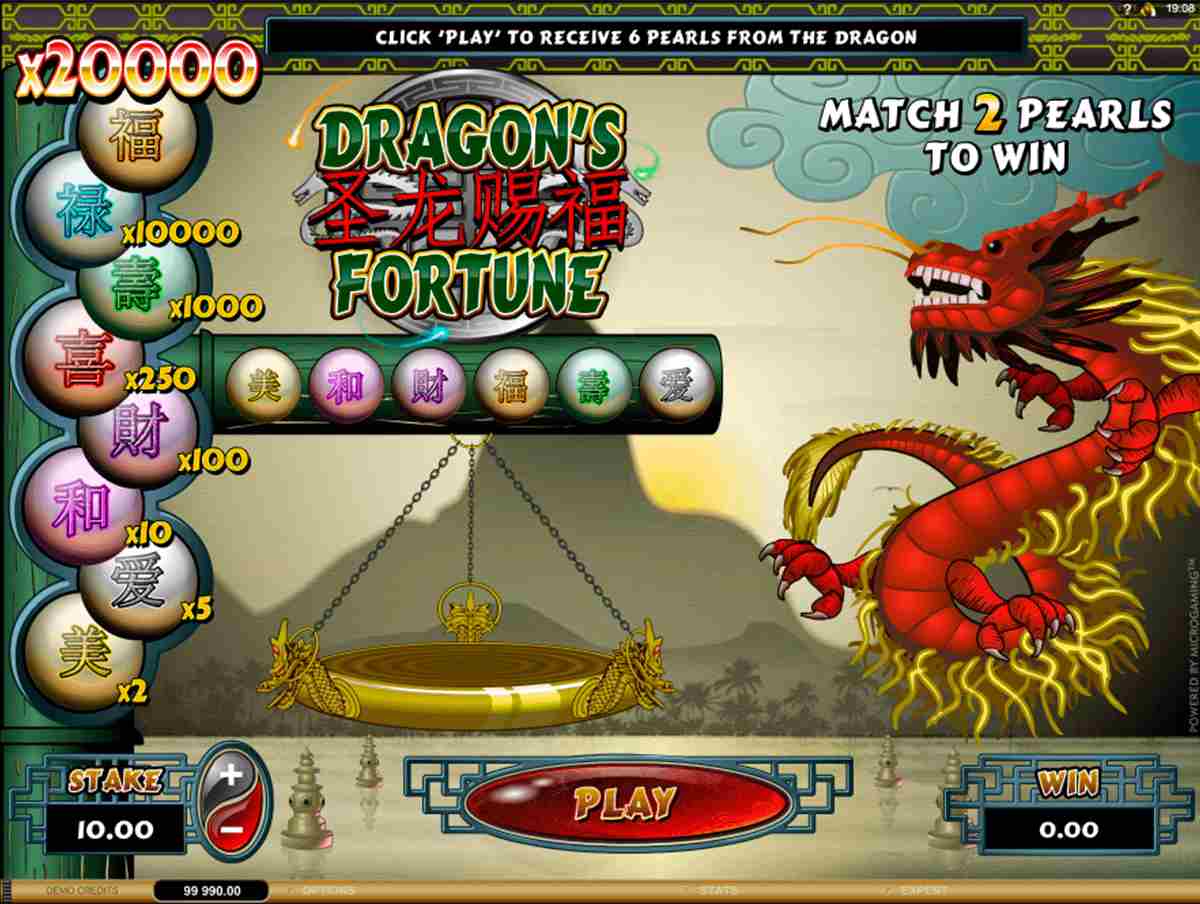 ? 19:08
CLICK 'PLAY' TO RECEIVE 6 PEARLS FROM THE DRAGON
x20000
福
禄
x10000
壽
x1000
喜
x250
財
x100
和
x10
爱
x5
美
x2
DRAGON'S
圣龙赐福
FORTUNE
MATCH 2 PEARLS
TO WIN
美 和 財 福 壽 爱
POWERED BY MICROGAMING™
STAKE
10.00
+
−
PLAY
WIN
0.00
DEMO CREDITS 99 990.00 OPTIONS STATS EXPERT